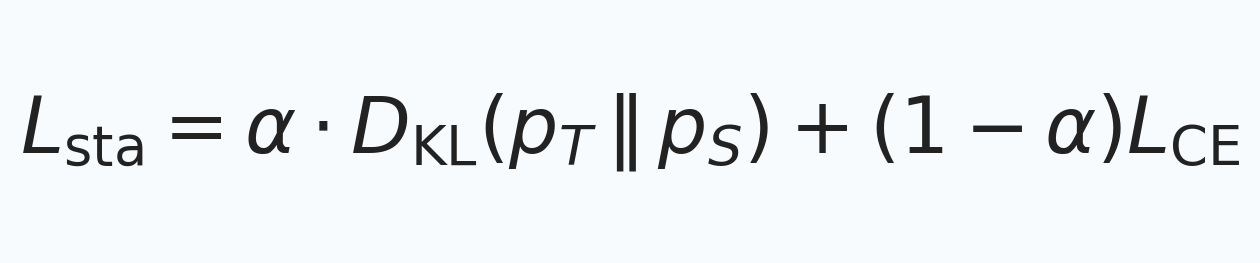 L_sta = α · D_KL(p_T ∥ p_S) + (1 − α)L_CE